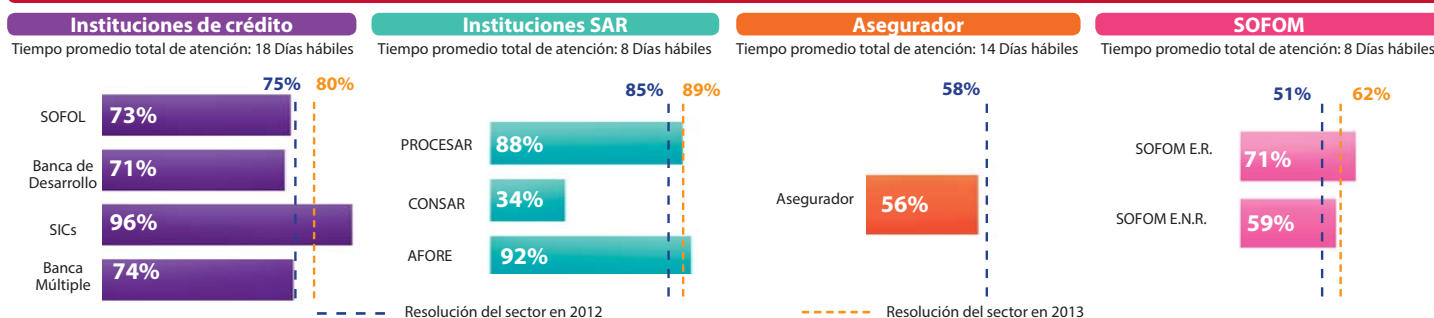 Instituciones de crédito
Tiempo promedio total de atención: 18 Días hábiles
75%
80%
SOFOL
73%
Banca de
Desarrollo
71%
SICs
96%
Banca
Múltiple
74%
Instituciones SAR
Tiempo promedio total de atención: 8 Días hábiles
85%
89%
PROCESAR
88%
CONSAR
34%
AFORE
92%
Asegurador
Tiempo promedio total de atención: 14 Días hábiles
58%
Asegurador
56%
SOFOM
Tiempo promedio total de atención: 8 Días hábiles
51%
62%
SOFOM E.R.
71%
SOFOM E.N.R.
59%
Resolución del sector en 2012
Resolución del sector en 2013